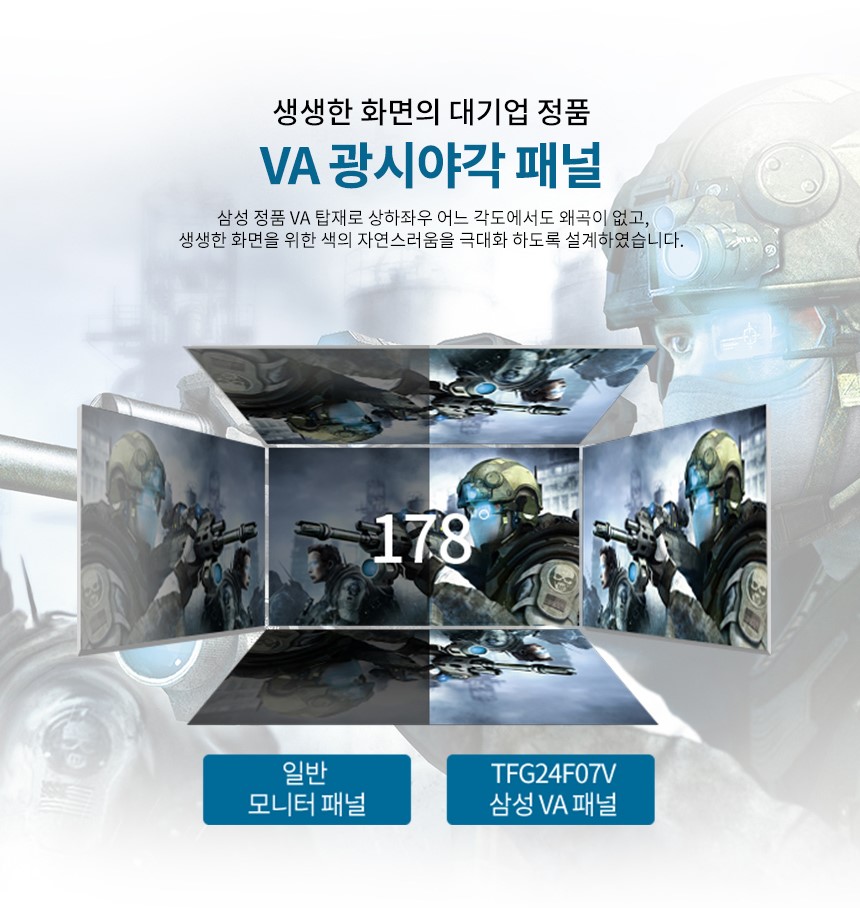 생생한 화면의 대기업 정품
VA 광시야각 패널
삼성 정품 VA 탑재로 상하좌우 어느 각도에서도 왜곡이 없고,
생생한 화면을 위한 색의 자연스러움을 극대화 하도록 설계하였습니다.
178°
일반
모니터 패널
TFG24F07V
삼성 VA 패널